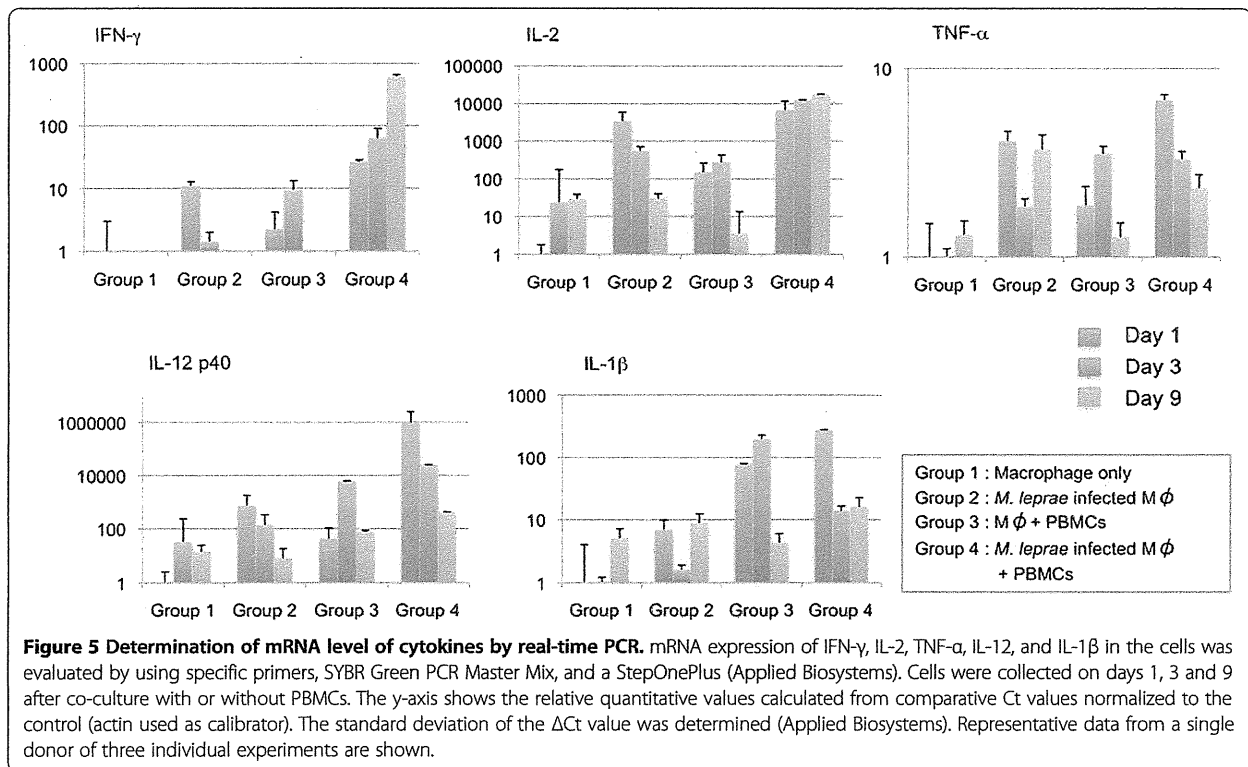 IFN-γ
1000
100
10
1
Group 1 Group 2 Group 3 Group 4
IL-2
100000
10000
1000
100
10
1
Group 1 Group 2 Group 3 Group 4
TNF-α
10
1
Group 1 Group 2 Group 3 Group 4
IL-12 p40
1000000
10000
100
1
Group 1 Group 2 Group 3 Group 4
IL-1β
1000
100
10
1
Group 1 Group 2 Group 3 Group 4
Day 1
Day 3
Day 9
Group 1 : Macrophage only
Group 2 : M. leprae infected M ϕ
Group 3 : M ϕ + PBMCs
Group 4 : M. leprae infected M ϕ
+ PBMCs
Figure 5 Determination of mRNA level of cytokines by real-time PCR. mRNA expression of IFN-γ, IL-2, TNF-α, IL-12, and IL-1β in the cells was
evaluated by using specific primers, SYBR Green PCR Master Mix, and a StepOnePlus (Applied Biosystems). Cells were collected on days 1, 3 and 9
after co-culture with or without PBMCs. The y-axis shows the relative quantitative values calculated from comparative Ct values normalized to the
control (actin used as calibrator). The standard deviation of the ΔCt value was determined (Applied Biosystems). Representative data from a single
donor of three individual experiments are shown.